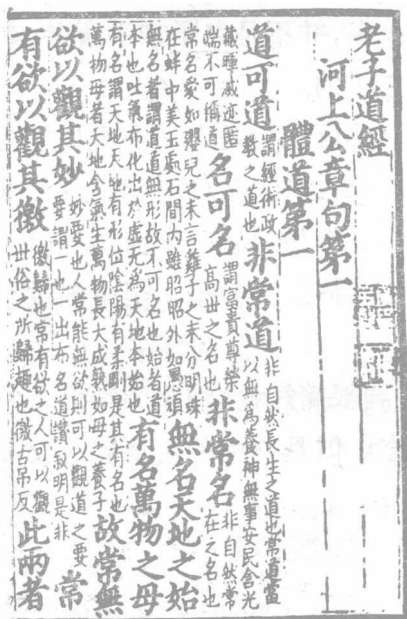 老子道經
河上公章句第一
體道第一
道可道謂經術政教之道也非常道非自然長生之道也常道當以無為養神無事安民含光
藏暉滅迹匿端不可稱道名可名謂富貴尊榮高世之名也非常名非自然常在之名也
常名愛如嬰兒之未言雞子之未分明珠在蚌中美玉處石間內雖昭昭外如愚頑無名天地之始
無名者謂道道無形故不可名也始者道本也吐氣布化出於虛无為天地本始也有名萬物之母
有名謂天地天地有形位陰陽有柔剛是其有名也萬物母者天地含氣生萬物長大成熟如母之養子故常無
欲以觀其妙妙要也人常能無欲則可以觀道之要要謂一也一出布名道讚敘明是非常
有欲以觀其徼徼歸也常有欲之人可以觀世俗之所歸趣也徼古吊反此兩者